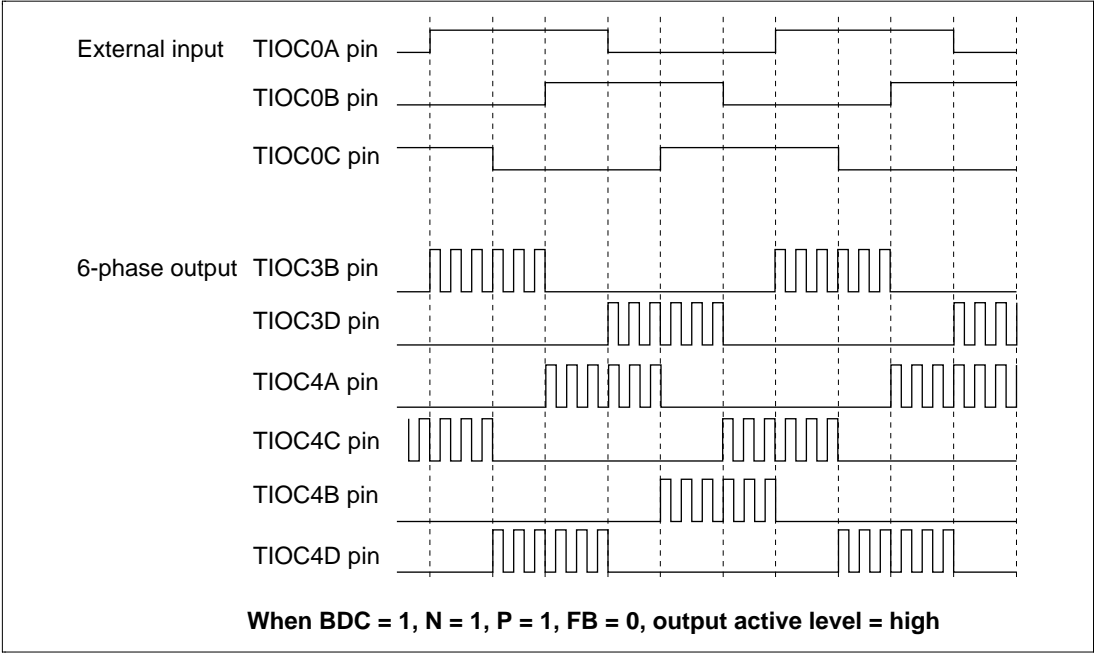 External input TIOC0A pin
TIOC0B pin
TIOC0C pin
6-phase output TIOC3B pin
TIOC3D pin
TIOC4A pin
TIOC4C pin
TIOC4B pin
TIOC4D pin
When BDC = 1, N = 1, P = 1, FB = 0, output active level = high